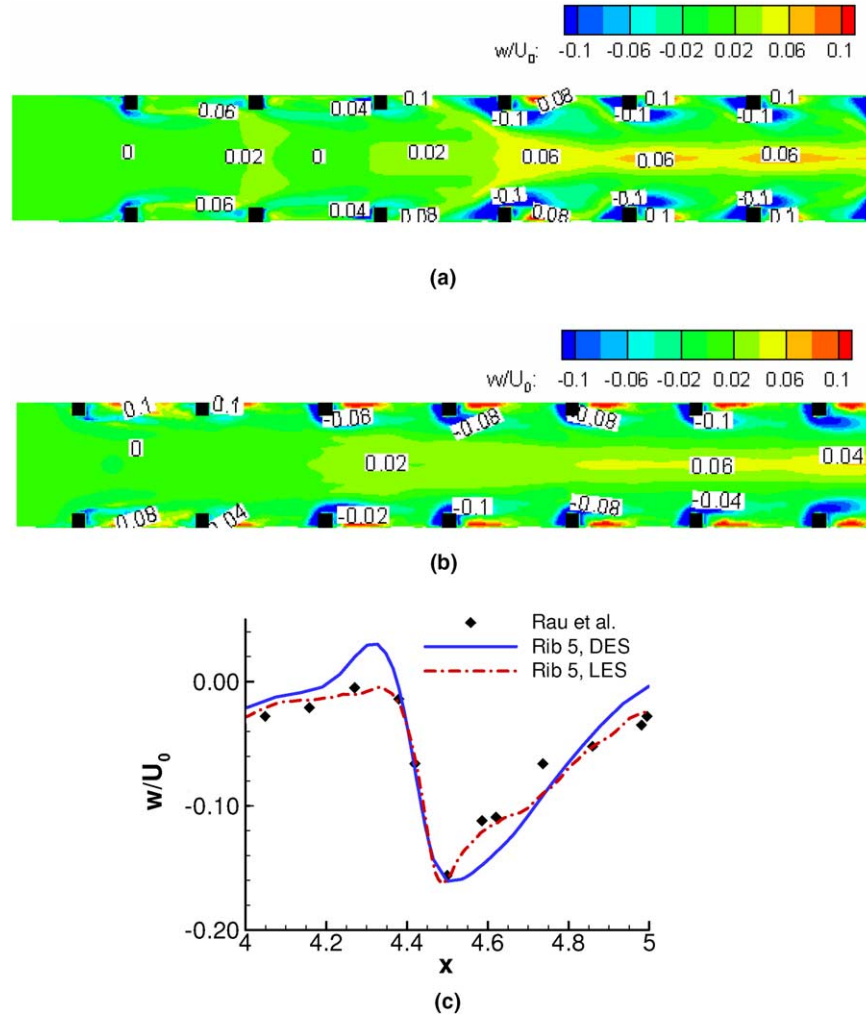 w/U0: -0.1 -0.06 -0.02 0.02 0.06 0.1
0.1 0.08 0.1 0.1
0.06 0.04 -0.1 -0.1 -0.1
0 0.02 0 0.02 0.06 0.06 0.06
0.06 0.04 0.08 -0.1 0.08 -0.1 0.1 -0.1 0.1
(a)
w/U0: -0.1 -0.06 -0.02 0.02 0.06 0.1
0.1 0.1 -0.06 -0.08 -0.08 -0.1
0 0.02 0.06 0.04
-0.08 -0.04 -0.02 -0.1 -0.08 -0.04
(b)
Rau et al.
Rib 5, DES
Rib 5, LES
0.00
-0.10
-0.20
w/U0
4 4.2 4.4 4.6 4.8 5
x
(c)